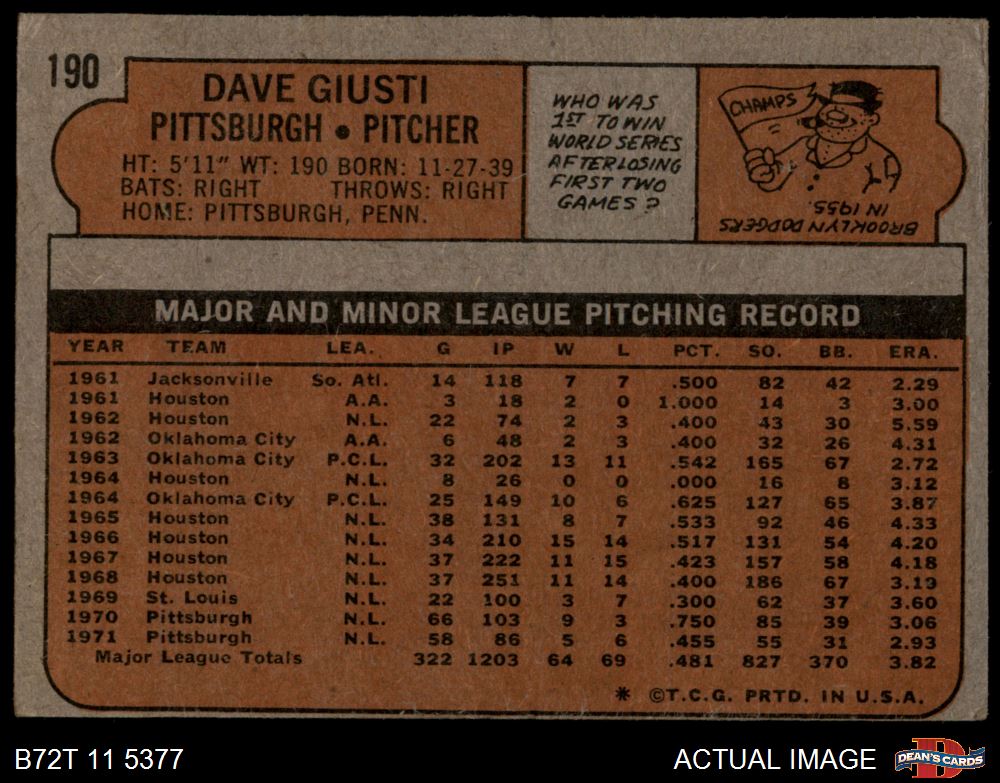 190
DAVE GIUSTI
PITTSBURGH • PITCHER
HT: 5'11" WT: 190 BORN: 11-27-39
BATS: RIGHT THROWS: RIGHT
HOME: PITTSBURGH, PENN.
WHO WAS
1ST TO WIN
WORLD SERIES
AFTER LOSING
FIRST TWO
GAMES?
CHAMPS
BROOKLYN DODGERS
IN 1955.
MAJOR AND MINOR LEAGUE PITCHING RECORD
YEAR TEAM LEA. G IP W L PCT. SO. BB. ERA.
1961 Jacksonville So. Atl. 14 118 7 7 .500 82 42 2.29
1961 Houston A.A. 3 18 2 0 1.000 14 3 3.00
1962 Houston N.L. 22 74 2 3 .400 43 30 5.59
1962 Oklahoma City A.A. 6 48 2 3 .400 32 26 4.31
1963 Oklahoma City P.C.L. 32 202 13 11 .542 165 67 2.72
1964 Houston N.L. 8 26 0 0 .000 16 8 3.12
1964 Oklahoma City P.C.L. 25 149 10 6 .625 127 65 3.87
1965 Houston N.L. 38 131 8 7 .533 92 46 4.33
1966 Houston N.L. 34 210 15 14 .517 131 54 4.20
1967 Houston N.L. 37 222 11 15 .423 157 58 4.18
1968 Houston N.L. 37 251 11 14 .400 186 67 3.19
1969 St. Louis N.L. 22 100 3 7 .300 62 37 3.60
1970 Pittsburgh N.L. 66 103 9 3 .750 85 39 3.06
1971 Pittsburgh N.L. 58 86 5 6 .455 55 31 2.93
Major League Totals 322 1203 64 69 .481 827 370 3.82
* ©T.C.G. PRTD. IN U.S.A.
B72T 11 5377
ACTUAL IMAGE
D
DEAN'S CARDS